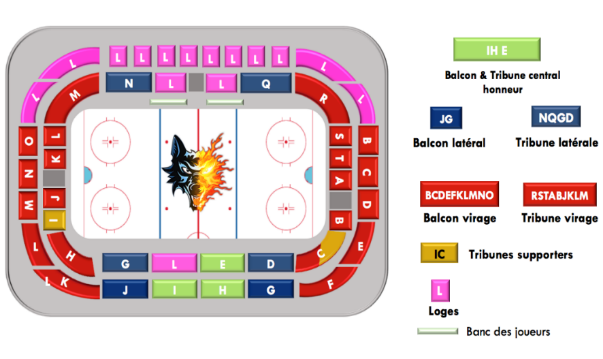 L L L L L L L L
L L
L L
N L L Q
M R
O N W
L K J I
S T A B
B C D
L L K H
C E F
G L E D
J I H G
IH E
Balcon & Tribune central
honneur
JG
Balcon latéral
NQGD
Tribune latérale
BCDEFKLMNO
Balcon virage
RSTABJKLM
Tribune virage
IC
Tribunes supporters
L
Loges
Banc des joueurs